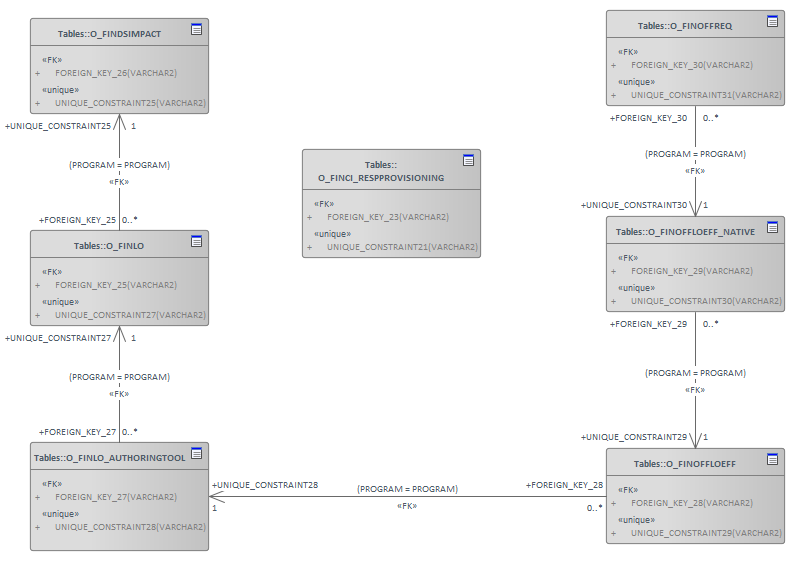 Tables::O_FINDSIMPACT
«FK»
+ FOREIGN_KEY_26(VARCHAR2)
«unique»
+ UNIQUE_CONSTRAINT25(VARCHAR2)
+UNIQUE_CONSTRAINT25 1
(PROGRAM = PROGRAM)
«FK»
+FOREIGN_KEY_25 0..*
Tables::O_FINLO
«FK»
+ FOREIGN_KEY_25(VARCHAR2)
«unique»
+ UNIQUE_CONSTRAINT27(VARCHAR2)
+UNIQUE_CONSTRAINT27 1
(PROGRAM = PROGRAM)
«FK»
+FOREIGN_KEY_27 0..*
Tables::O_FINLO_AUTHORINGTOOL
«FK»
+ FOREIGN_KEY_27(VARCHAR2)
«unique»
+ UNIQUE_CONSTRAINT28(VARCHAR2)
Tables::
O_FINCI_RESPPROVISIONING
«FK»
+ FOREIGN_KEY_23(VARCHAR2)
«unique»
+ UNIQUE_CONSTRAINT21(VARCHAR2)
+UNIQUE_CONSTRAINT28
1
(PROGRAM = PROGRAM)
«FK»
+FOREIGN_KEY_28
0..*
Tables::O_FINOFFREQ
«FK»
+ FOREIGN_KEY_30(VARCHAR2)
«unique»
+ UNIQUE_CONSTRAINT31(VARCHAR2)
+FOREIGN_KEY_30 0..*
(PROGRAM = PROGRAM)
«FK»
+UNIQUE_CONSTRAINT30 1
Tables::O_FINOFFLOEFF_NATIVE
«FK»
+ FOREIGN_KEY_29(VARCHAR2)
«unique»
+ UNIQUE_CONSTRAINT30(VARCHAR2)
+FOREIGN_KEY_29 0..*
(PROGRAM = PROGRAM)
«FK»
+UNIQUE_CONSTRAINT29 1
Tables::O_FINOFFLOEFF
«FK»
+ FOREIGN_KEY_28(VARCHAR2)
«unique»
+ UNIQUE_CONSTRAINT29(VARCHAR2)